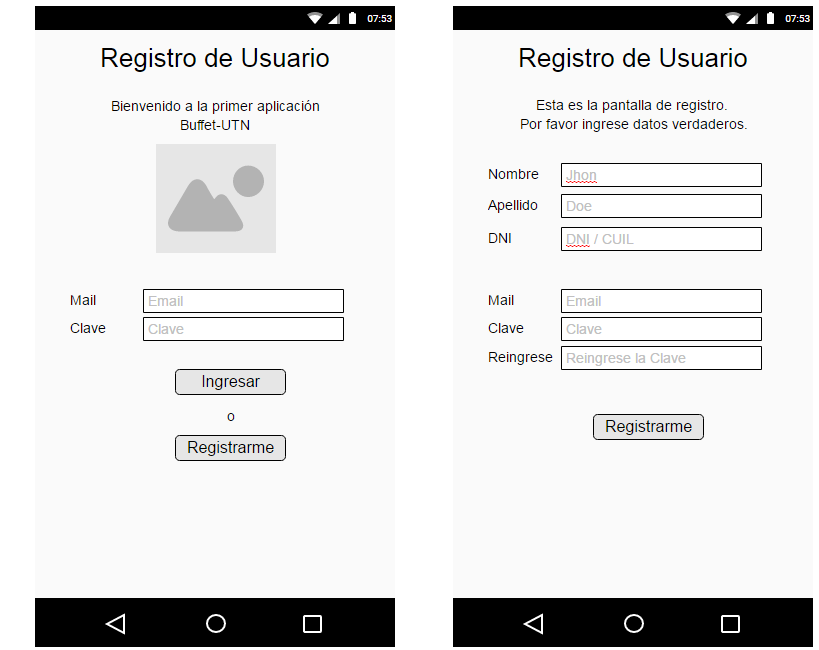 07:53
Registro de Usuario
Bienvenido a la primer aplicación
Buffet-UTN
Mail Email
Clave Clave
Ingresar
o
Registrarme
07:53
Registro de Usuario
Esta es la pantalla de registro.
Por favor ingrese datos verdaderos.
Nombre Jhon
Apellido Doe
DNI DNI / CUIL
Mail Email
Clave Clave
Reingrese Reingrese la Clave
Registrarme